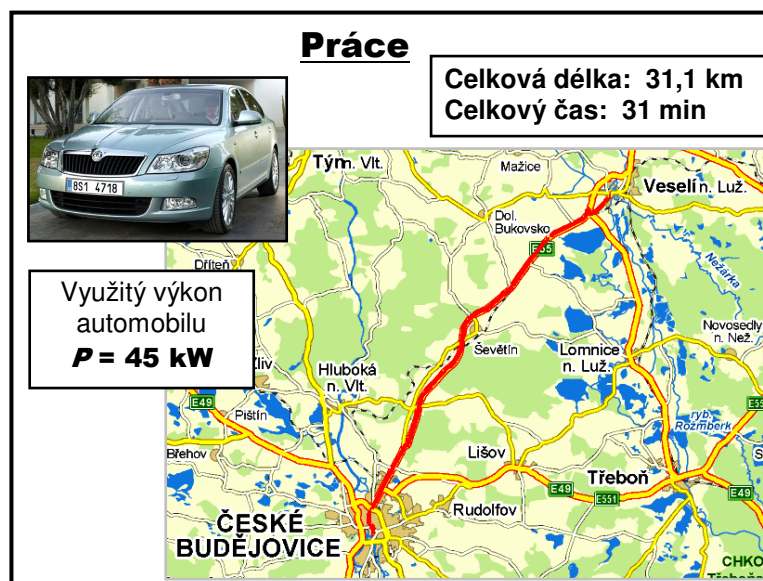 Práce
Celková délka: 31,1 km
Celkový čas: 31 min
8S1 4718
Využitý výkon
automobilu
P = 45 kW
Týn n. Vlt.
Mažice
Veselí n. Luž.
Dol.
Bukovsko
E55
Dříteň
Nežárka
Novosedly
n. Než.
Ševětín
Lomnice
n. Luž.
Zliv
Hluboká
n. Vlt.
E49
Pištín
ryb.
Rožmberk
Břehov
Lišov
Třeboň
E49
E551
E49
Rudolfov
ČESKÉ
BUDĚJOVICE
CHKO